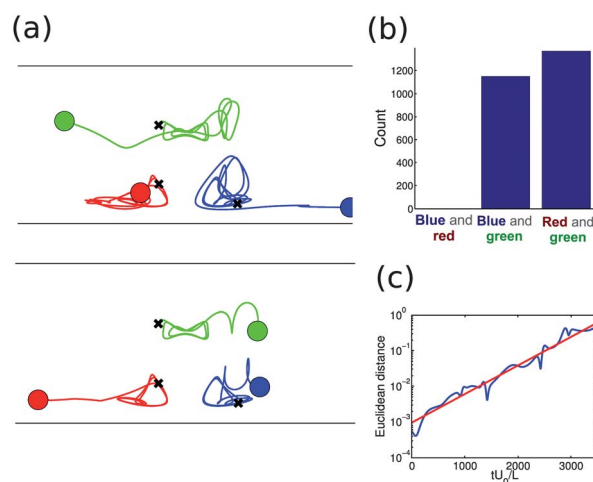 (a)
(b)
Count
1200
1000
800
600
400
200
0
Blue and red
Blue and green
Red and green
(c)
Euclidean distance
10^0
10^-1
10^-2
10^-3
10^-4
0
1000
2000
3000
tU_0/L